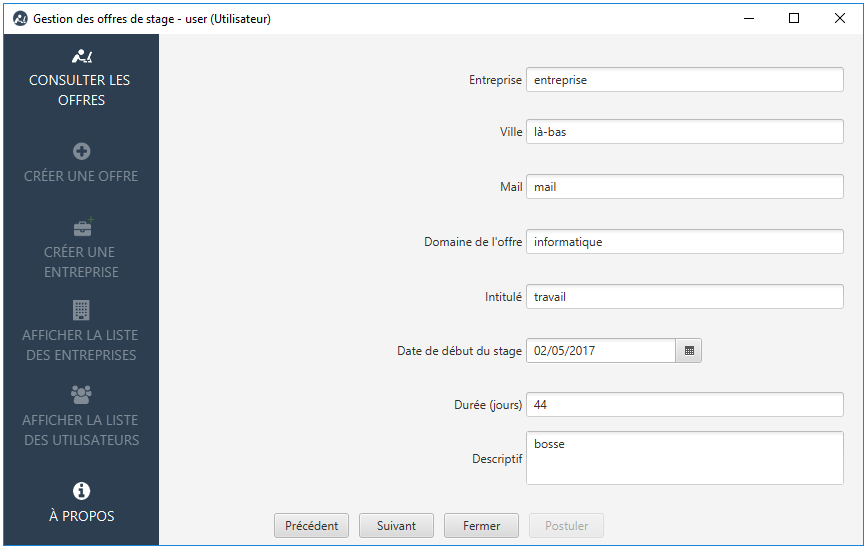 Gestion des offres de stage - user (Utilisateur)
CONSULTER LES
OFFRES
CRÉER UNE OFFRE
CRÉER UNE
ENTREPRISE
AFFICHER LA LISTE
DES ENTREPRISES
AFFICHER LA LISTE
DES UTILISATEURS
À PROPOS
Entreprise entreprise
Ville là-bas
Mail mail
Domaine de l'offre informatique
Intitulé travail
Date de début du stage 02/05/2017
Durée (jours) 44
Descriptif bosse
Précédent Suivant Fermer Postuler